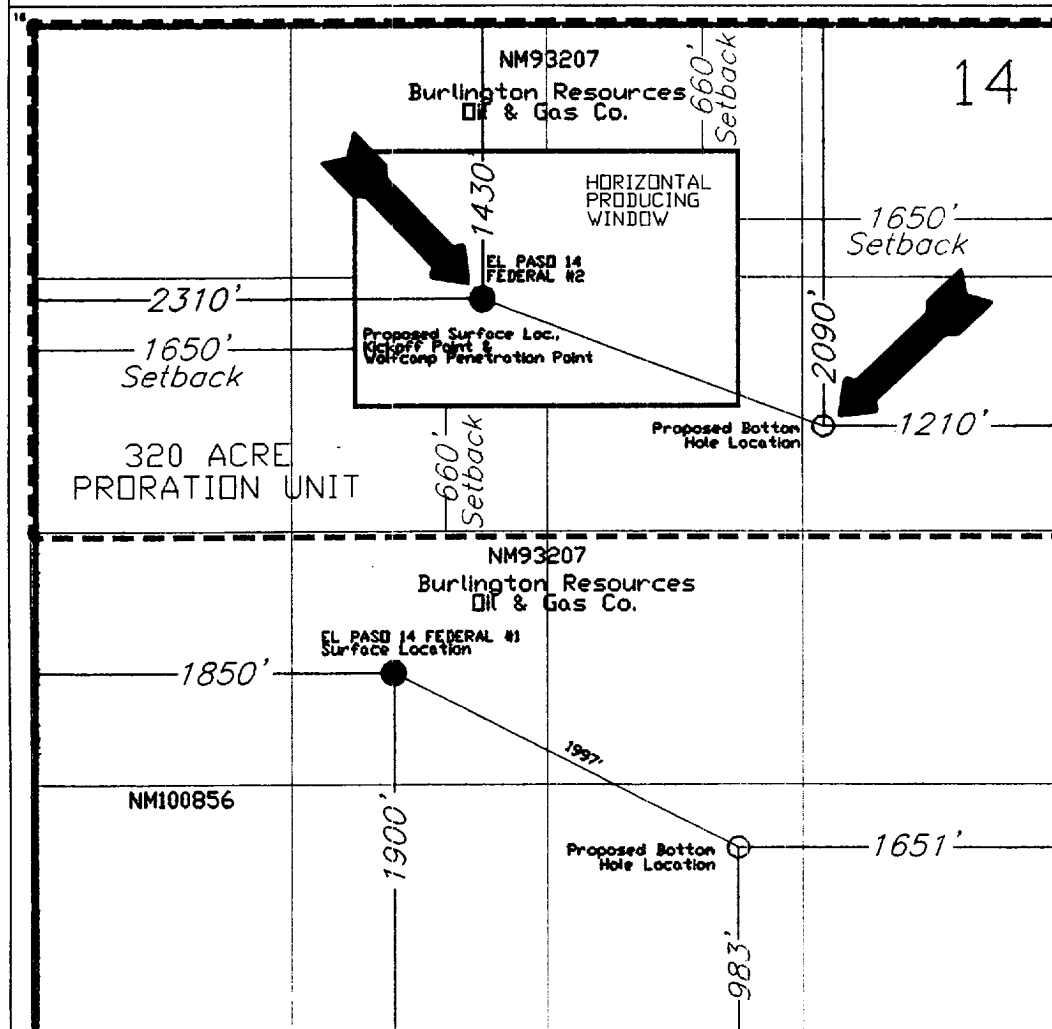 16
NM93207
Burlington Resources
Oil & Gas Co.
660'
Setback
14
1430'
HORIZONTAL
PRODUCING
WINDOW
1650'
Setback
EL PASO 14
FEDERAL #2
2310'
Proposed Surface Loc.,
Kickoff Point &
Wolfcamp Penetration Point
1650'
Setback
2090'
Proposed Bottom
Hole Location
1210'
320 ACRE
PRORATION UNIT
660'
Setback
NM93207
Burlington Resources
Oil & Gas Co.
EL PASO 14 FEDERAL #1
Surface Location
1850'
1997'
NM100856
1900'
Proposed Bottom
Hole Location
1651'
983'